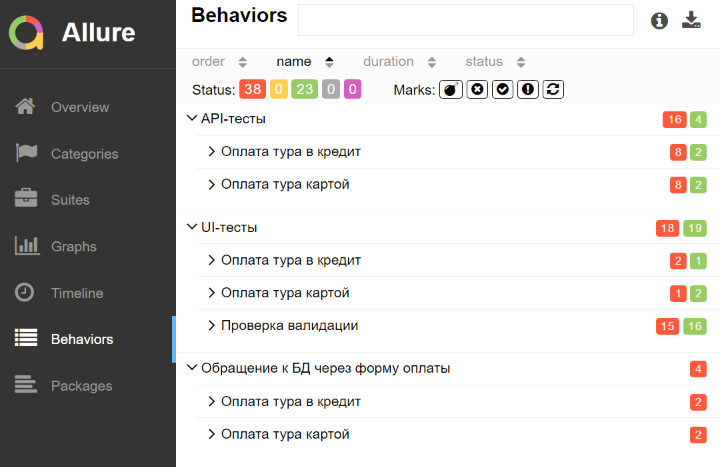 Allure
Overview
Categories
Suites
Graphs
Timeline
Behaviors
Packages
Behaviors
order name duration status
Status: 38 0 23 0 0 Marks:
API-тесты 16 4
Оплата тура в кредит 8 2
Оплата тура картой 8 2
UI-тесты 18 19
Оплата тура в кредит 2 1
Оплата тура картой 1 2
Проверка валидации 15 16
Обращение к БД через форму оплаты 4
Оплата тура в кредит 2
Оплата тура картой 2